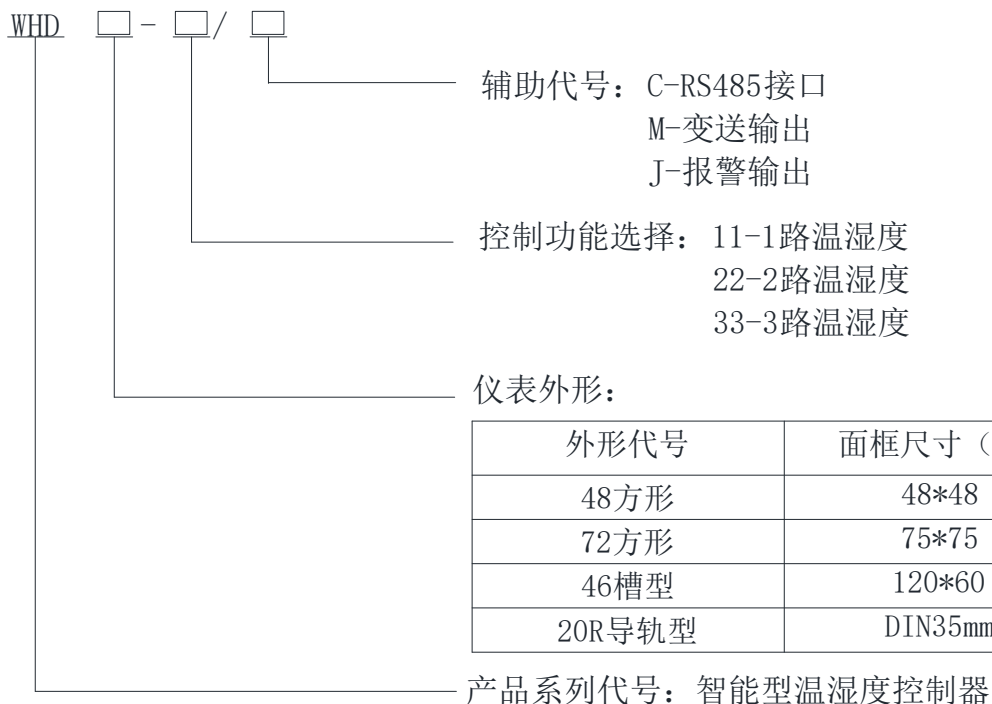 WHD □-□/□
辅助代号：C-RS485接口
M-变送输出
J-报警输出
控制功能选择：11-1路温湿度
22-2路温湿度
33-3路温湿度
仪表外形：
外形代号 面框尺寸（
48方形 48*48
72方形 75*75
46槽型 120*60
20R导轨型 DIN35mm
产品系列代号：智能型温湿度控制器